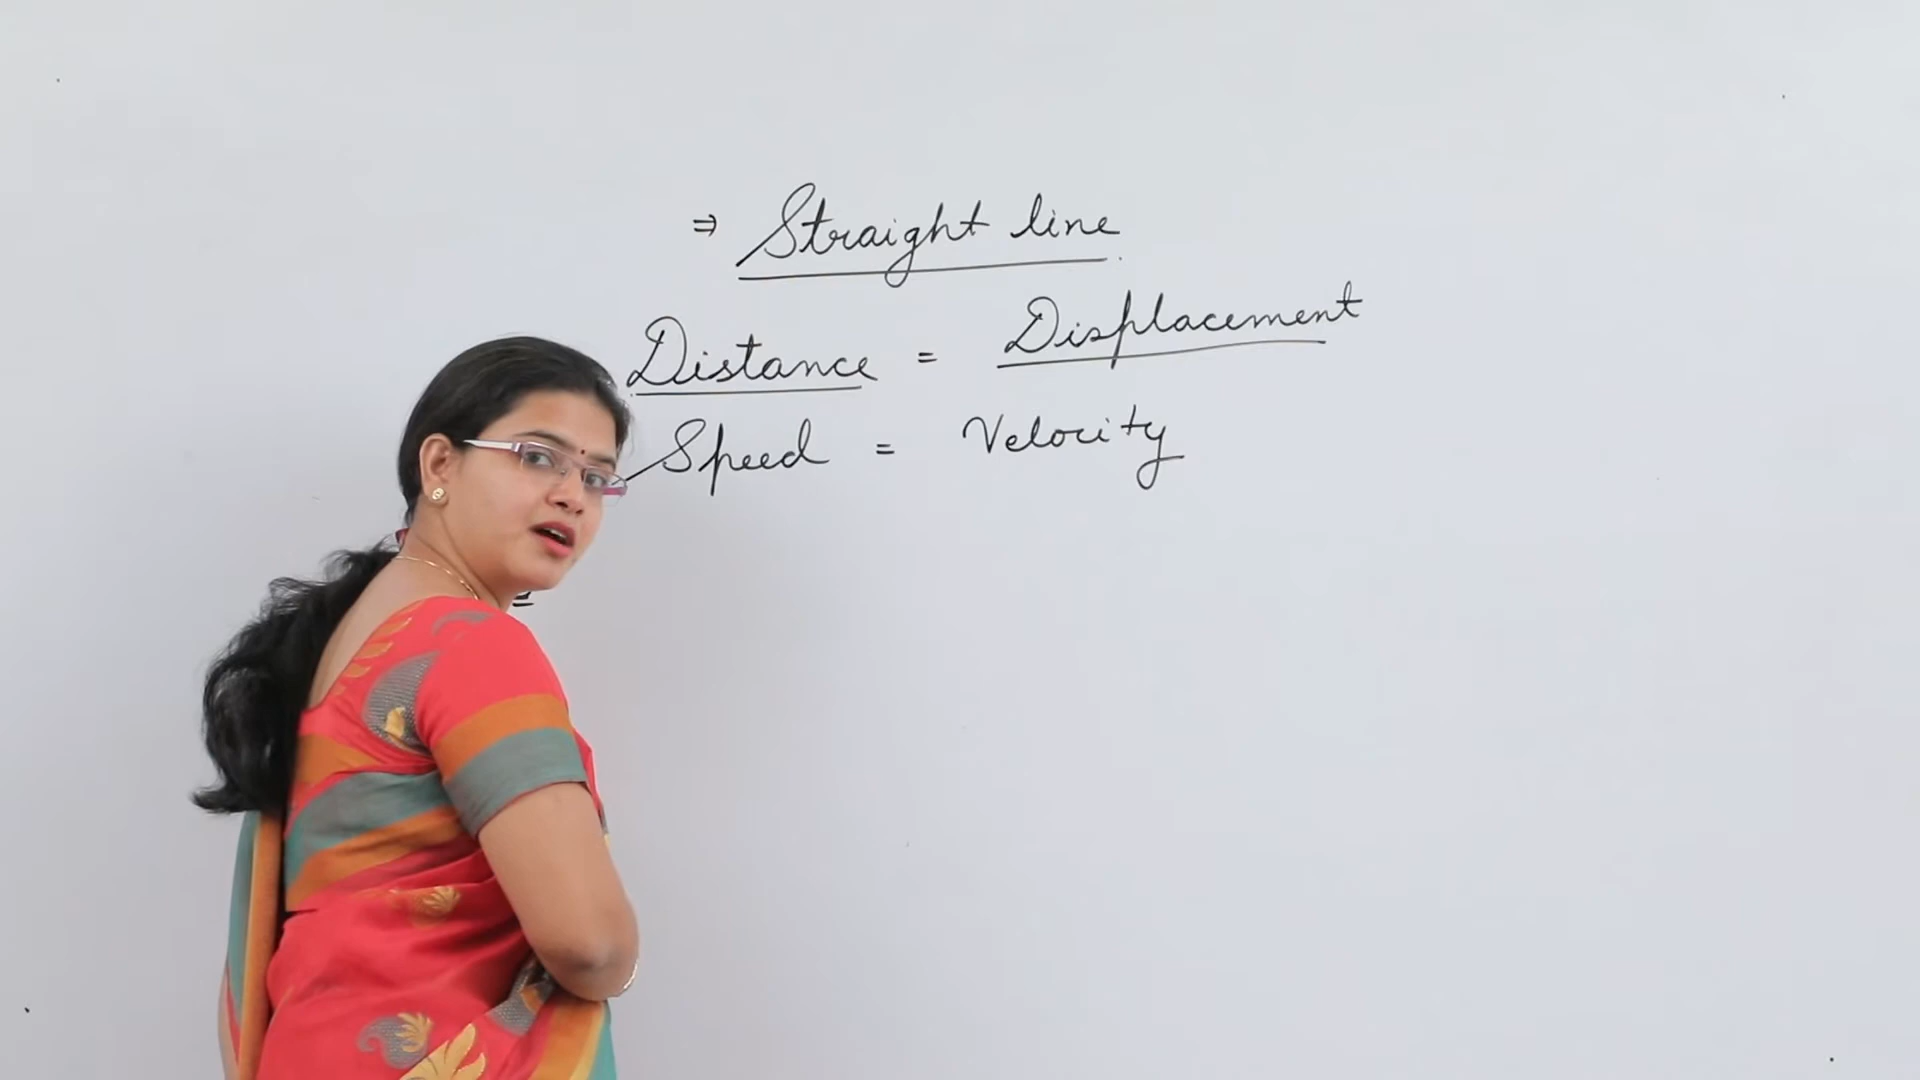 ⇒ Straight line
Distance = Displacement
Speed = Velocity